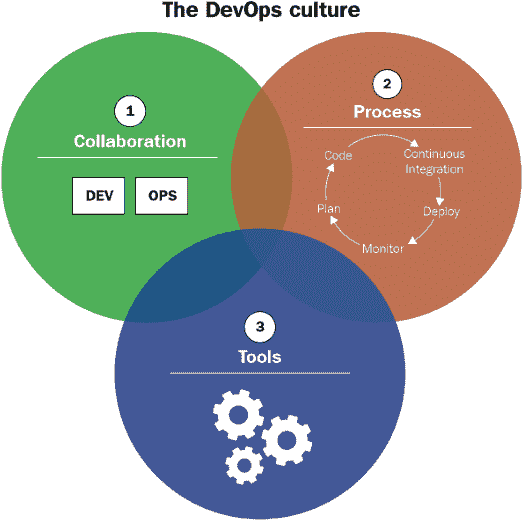 The DevOps culture
1
Collaboration
DEV OPS
2
Process
Code
Continuous
Integration
Deploy
Monitor
Plan
3
Tools